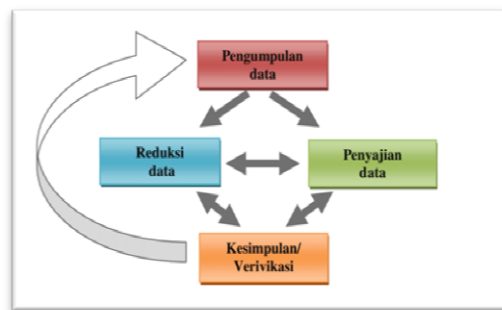 Pengumpulan
data
Reduksi
data
Penyajian
data
Kesimpulan/
Verivikasi